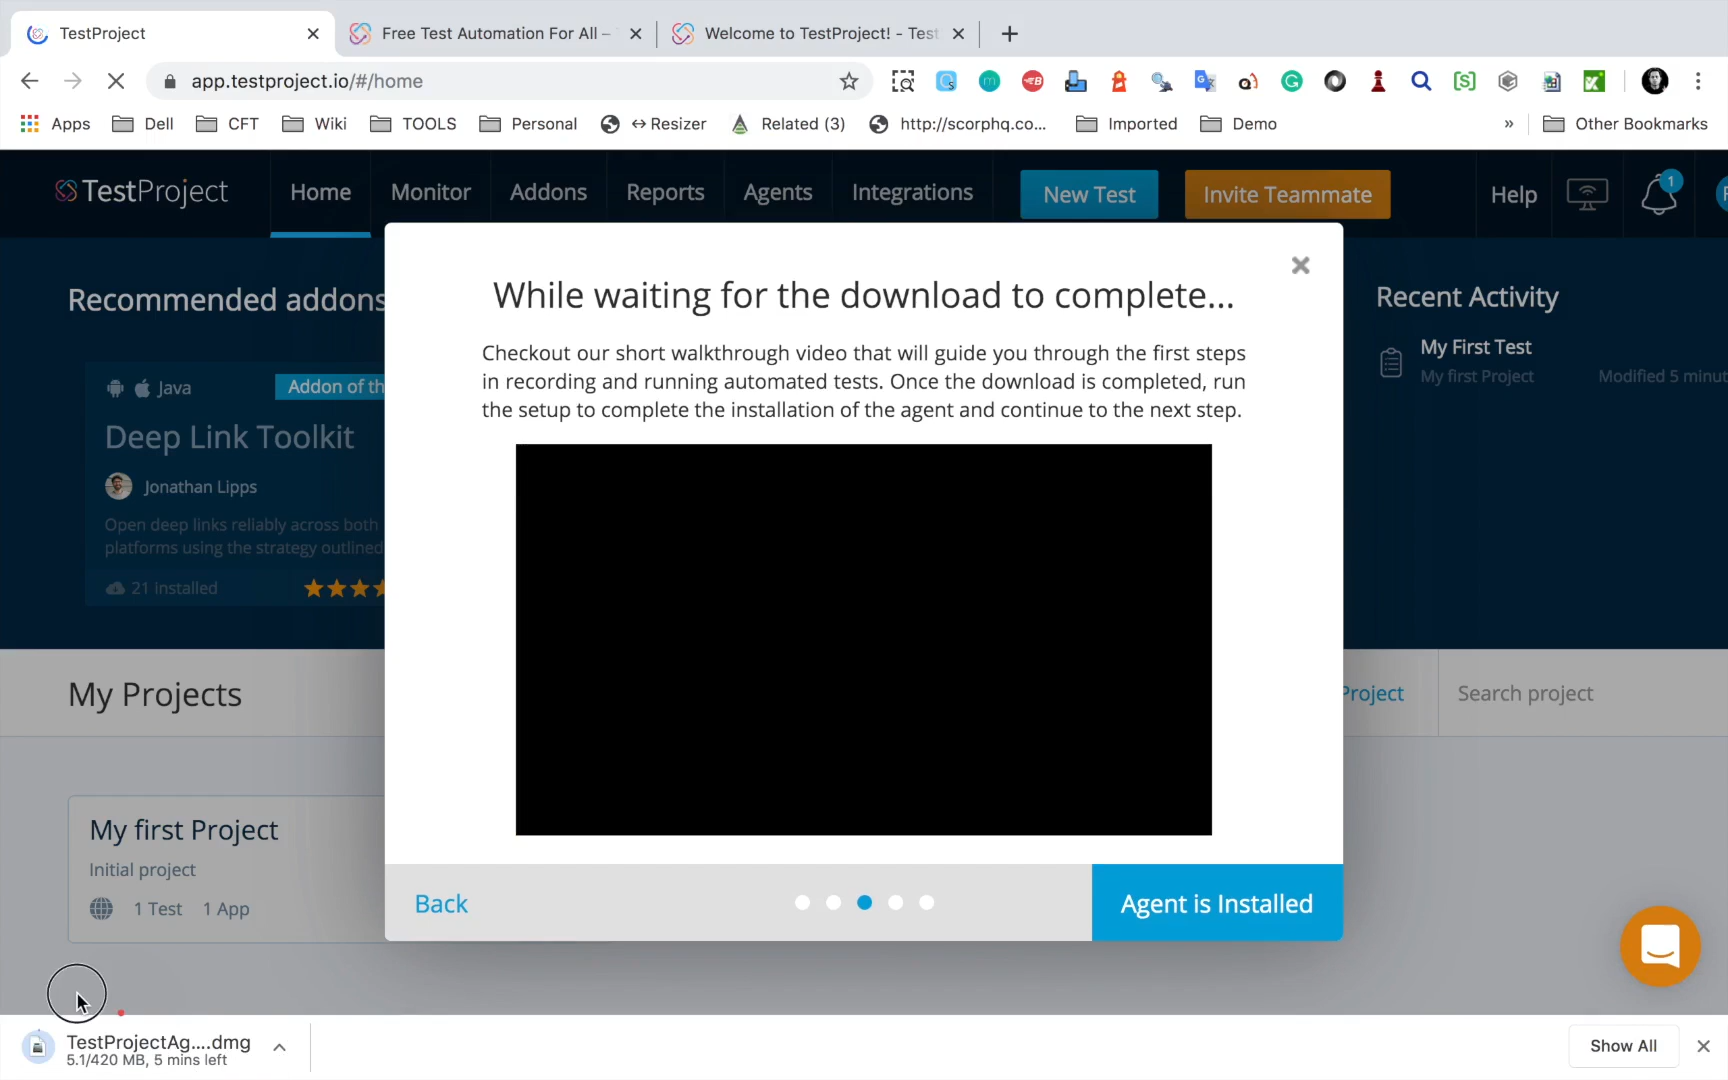 TestProject
Free Test Automation For All –
Welcome to TestProject! - Test
app.testproject.io/#/home
Apps
Dell
CFT
Wiki
TOOLS
Personal
↔ Resizer
Related (3)
http://scorphq.co...
Imported
Demo
»
Other Bookmarks
TestProject
Home
Monitor
Addons
Reports
Agents
Integrations
New Test
Invite Teammate
Help
1
Recommended addons
Java
Addon of th
Deep Link Toolkit
Jonathan Lipps
Open deep links reliably across both
platforms using the strategy outlined
21 installed
While waiting for the download to complete...
Checkout our short walkthrough video that will guide you through the first steps
in recording and running automated tests. Once the download is completed, run
the setup to complete the installation of the agent and continue to the next step.
Back
Agent is Installed
Recent Activity
My First Test
My first Project
Modified 5 minut
My Projects
Project
Search project
My first Project
Initial project
1 Test
1 App
TestProjectAg....dmg
5.1/420 MB, 5 mins left
Show All